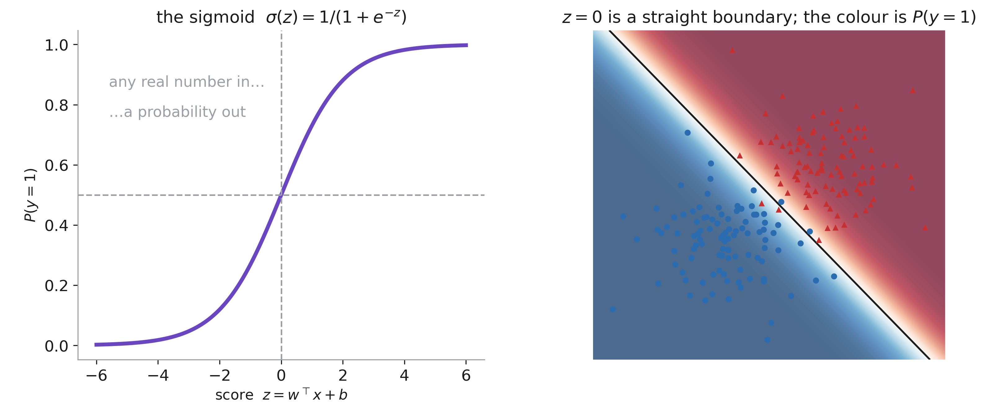 the sigmoid σ(z) = 1/(1 + e⁻ᶻ)
1.0
0.8
0.6
0.4
0.2
0.0
P(y = 1)
any real number in...
...a probability out
−6 −4 −2 0 2 4 6
score z = w⊤x + b
z = 0 is a straight boundary; the colour is P(y = 1)